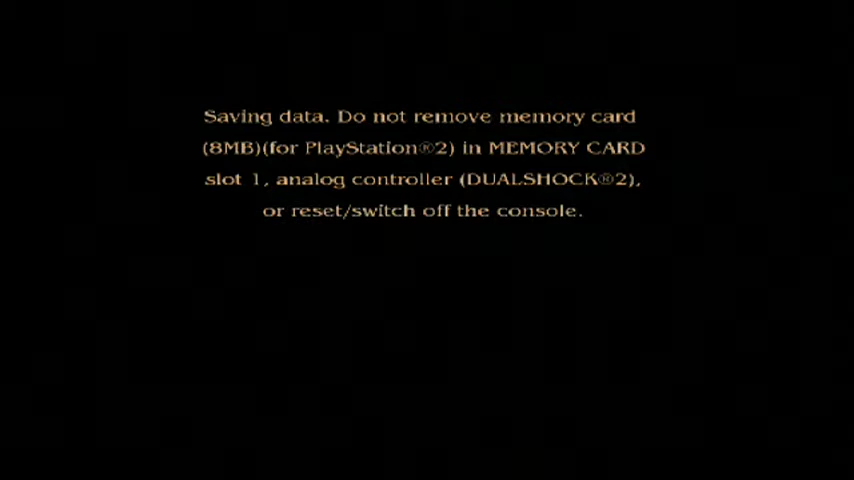 Saving data. Do not remove memory card
(8MB)(for PlayStation®2) in MEMORY CARD
slot 1, analog controller (DUALSHOCK®2),
or reset/switch off the console.